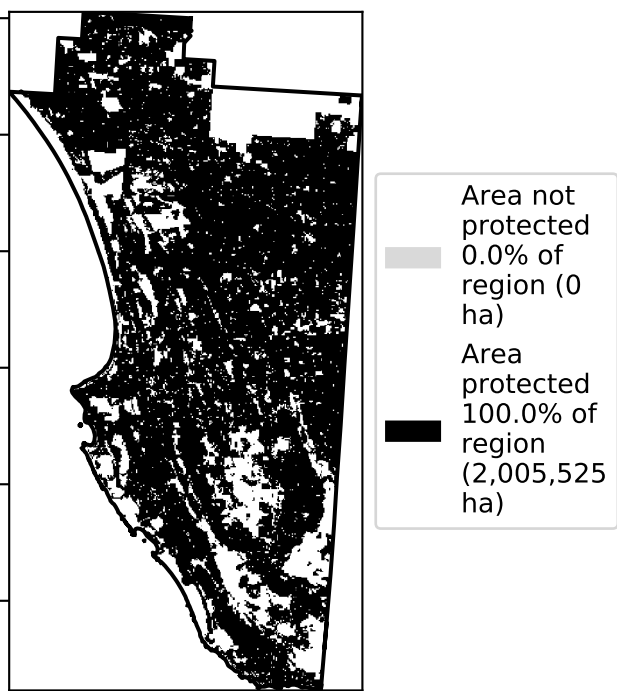 Area not
protected
0.0% of
region (0
ha)
Area
protected
100.0% of
region
(2,005,525
ha)